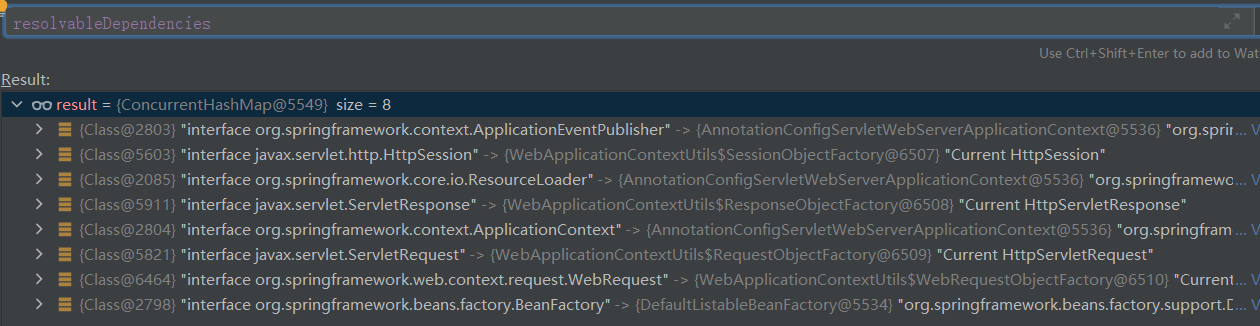 resolvableDependencies
Use Ctrl+Shift+Enter to add to Wat
Result:
result = {ConcurrentHashMap@5549} size = 8
{Class@2803} "interface org.springframework.context.ApplicationEventPublisher" -> {AnnotationConfigServletWebServerApplicationContext@5536} "org.sprin... V
{Class@5603} "interface javax.servlet.http.HttpSession" -> {WebApplicationContextUtils$SessionObjectFactory@6507} "Current HttpSession"
{Class@2085} "interface org.springframework.core.io.ResourceLoader" -> {AnnotationConfigServletWebServerApplicationContext@5536} "org.springframewo... V
{Class@5911} "interface javax.servlet.ServletResponse" -> {WebApplicationContextUtils$ResponseObjectFactory@6508} "Current HttpServletResponse"
{Class@2804} "interface org.springframework.context.ApplicationContext" -> {AnnotationConfigServletWebServerApplicationContext@5536} "org.springfram... V
{Class@5821} "interface javax.servlet.ServletRequest" -> {WebApplicationContextUtils$RequestObjectFactory@6509} "Current HttpServletRequest"
{Class@6464} "interface org.springframework.web.context.request.WebRequest" -> {WebApplicationContextUtils$WebRequestObjectFactory@6510} "Current... V
{Class@2798} "interface org.springframework.beans.factory.BeanFactory" -> {DefaultListableBeanFactory@5534} "org.springframework.beans.factory.support.D... V